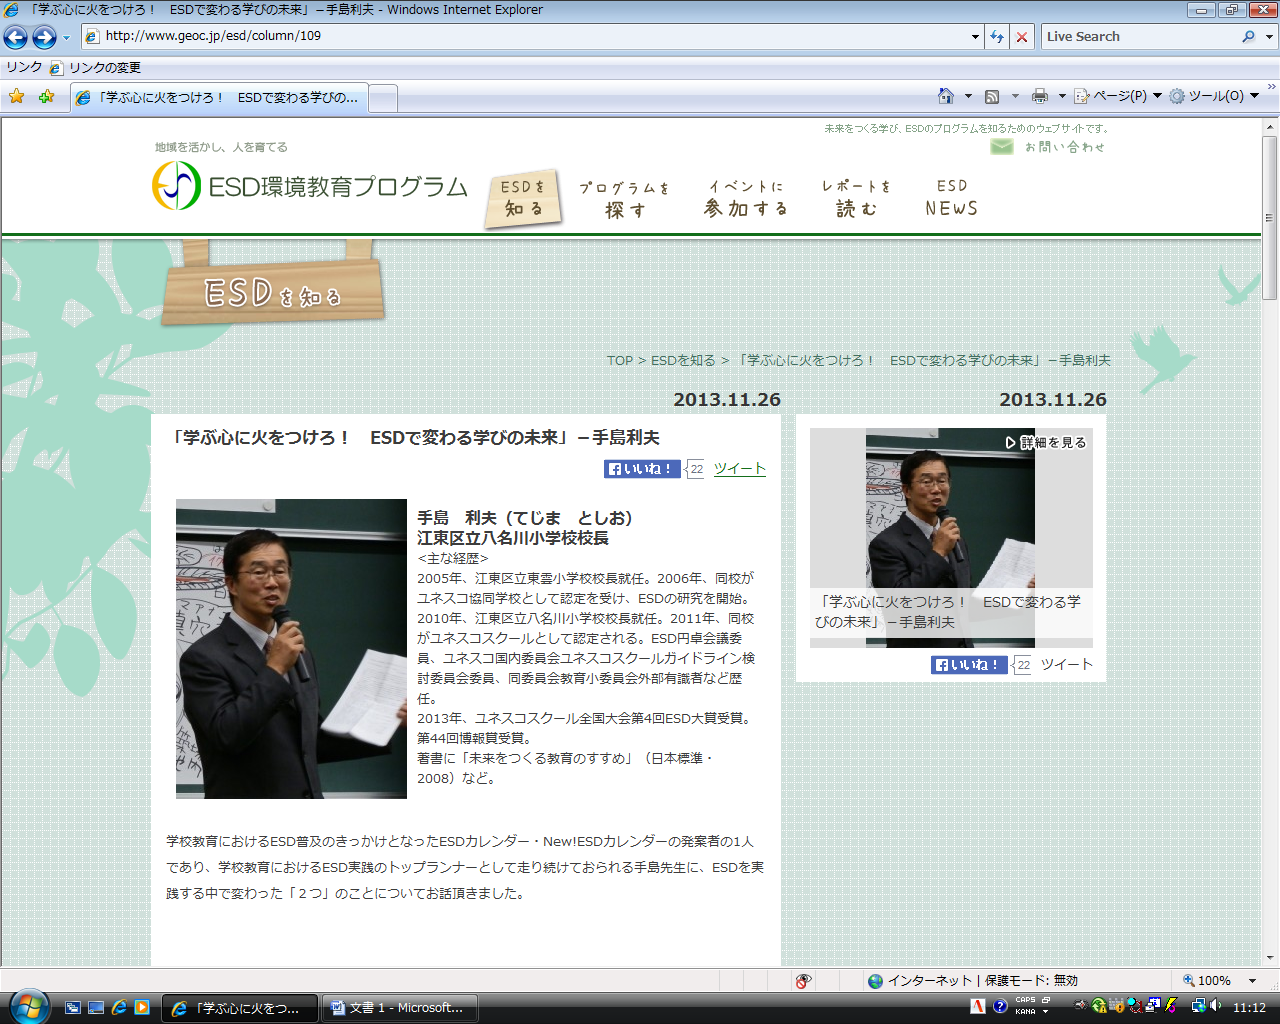 「学ぶ心に火をつけろ！　ESDで変わる学びの未来」－手島利夫 - Windows Internet Explorer
http://www.geoc.jp/esd/column/109
Live Search
リンク リンクの変更
「学ぶ心に火をつけろ！　ESDで変わる学びの...
ページ(P) ツール(O)
未来をつくる学び、ESDのプログラムを知るためのウェブサイトです。
地域を活かし、人を育てる
お問い合わせ
ESD環境教育プログラム
ESDを 知る
プログラムを 探す
イベントに 参加する
レポートを 読む
ESD NEWS
ESDを知る
TOP > ESDを知る > 「学ぶ心に火をつけろ！　ESDで変わる学びの未来」－手島利夫
2013.11.26
「学ぶ心に火をつけろ！　ESDで変わる学びの未来」－手島利夫
いいね！ 22 ツイート
手島　利夫（てじま　としお）
江東区立八名川小学校校長
<主な経歴>
2005年、江東区立東雲小学校校長就任。2006年、同校が
ユネスコ協同学校として認定を受け、ESDの研究を開始。
2010年、江東区立八名川小学校校長就任。2011年、同校
がユネスコスクールとして認定される。ESD円卓会議委
員、ユネスコ国内委員会ユネスコスクールガイドライン検
討委員会委員、同委員会教育小委員会外部有識者など歴
任。
2013年、ユネスコスクール全国大会第4回ESD大賞受賞。
第44回博報賞受賞。
著書に「未来をつくる教育のすすめ」（日本標準・
2008）など。
学校教育におけるESD普及のきっかけとなったESDカレンダー・New!ESDカレンダーの発案者の1人
であり、学校教育におけるESD実践のトップランナーとして走り続けておられる手島先生に、ESDを実
践する中で変わった「２つ」のことについてお話頂きました。
2013.11.26
詳細を見る
「学ぶ心に火をつけろ！　ESDで変わる学
びの未来」－手島利夫
いいね！ 22 ツイート
インターネット | 保護モード: 無効
100%
「学ぶ心に火をつ...
文書 1 - Microsoft...
CAPS
KANA
11:12